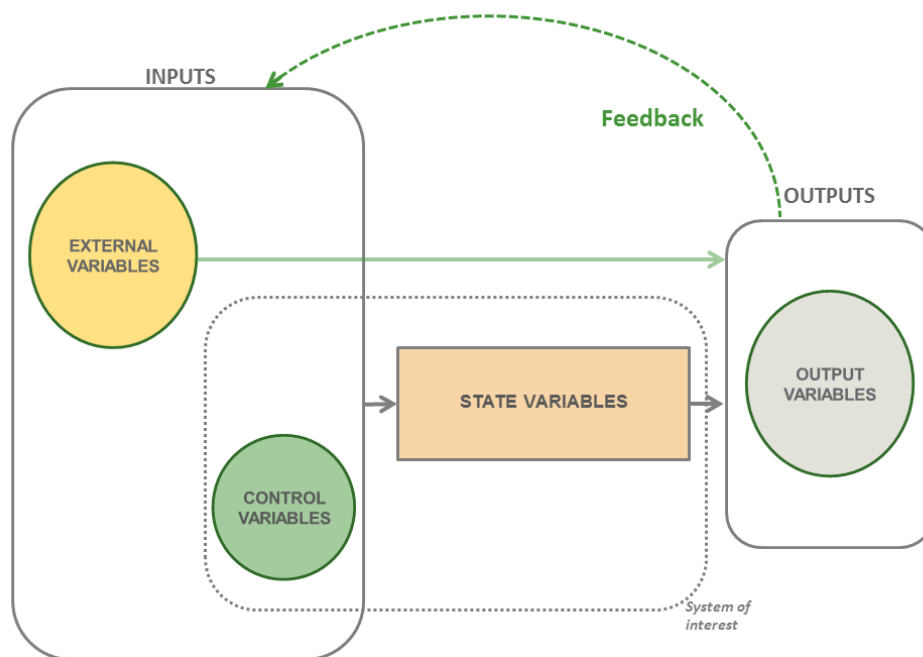 INPUTS
Feedback
OUTPUTS
EXTERNAL
VARIABLES
STATE VARIABLES
OUTPUT
VARIABLES
CONTROL
VARIABLES
System of
interest